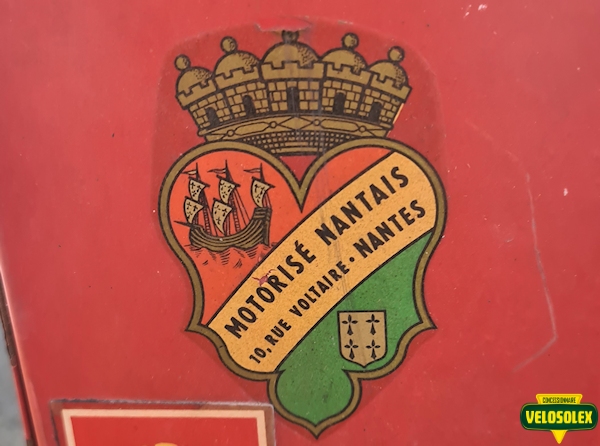 MOTORISÉ NANTAIS
10, RUE VOLTAIRE • NANTES
CONCESSIONNAIRE
VELOSOLEX